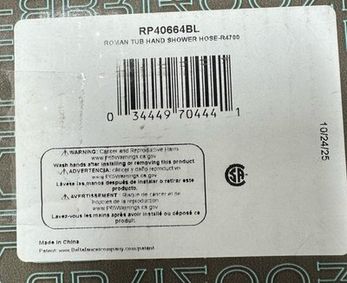 RP40664BL
ROMAN TUB HAND SHOWER HOSE-R4700
0 34449 70444 1
10/24/25
WARNING: Cancer and Reproductive Harm
www.P65Warnings.ca.gov
Wash hands after installing or removing this product.
ADVERTENCIA: cáncer y daño reproductivo
www.P65Warnings.ca.gov
Lávese las manos después de instalar o retirar este
producto.
AVERTISSEMENT: Risque de cancer et de
l'appareil de la reproduction
www.P65Warnings.ca.gov
Lavez-vous les mains après avoir installé ou déposé ce
produit.
Made in China
Patent: www.